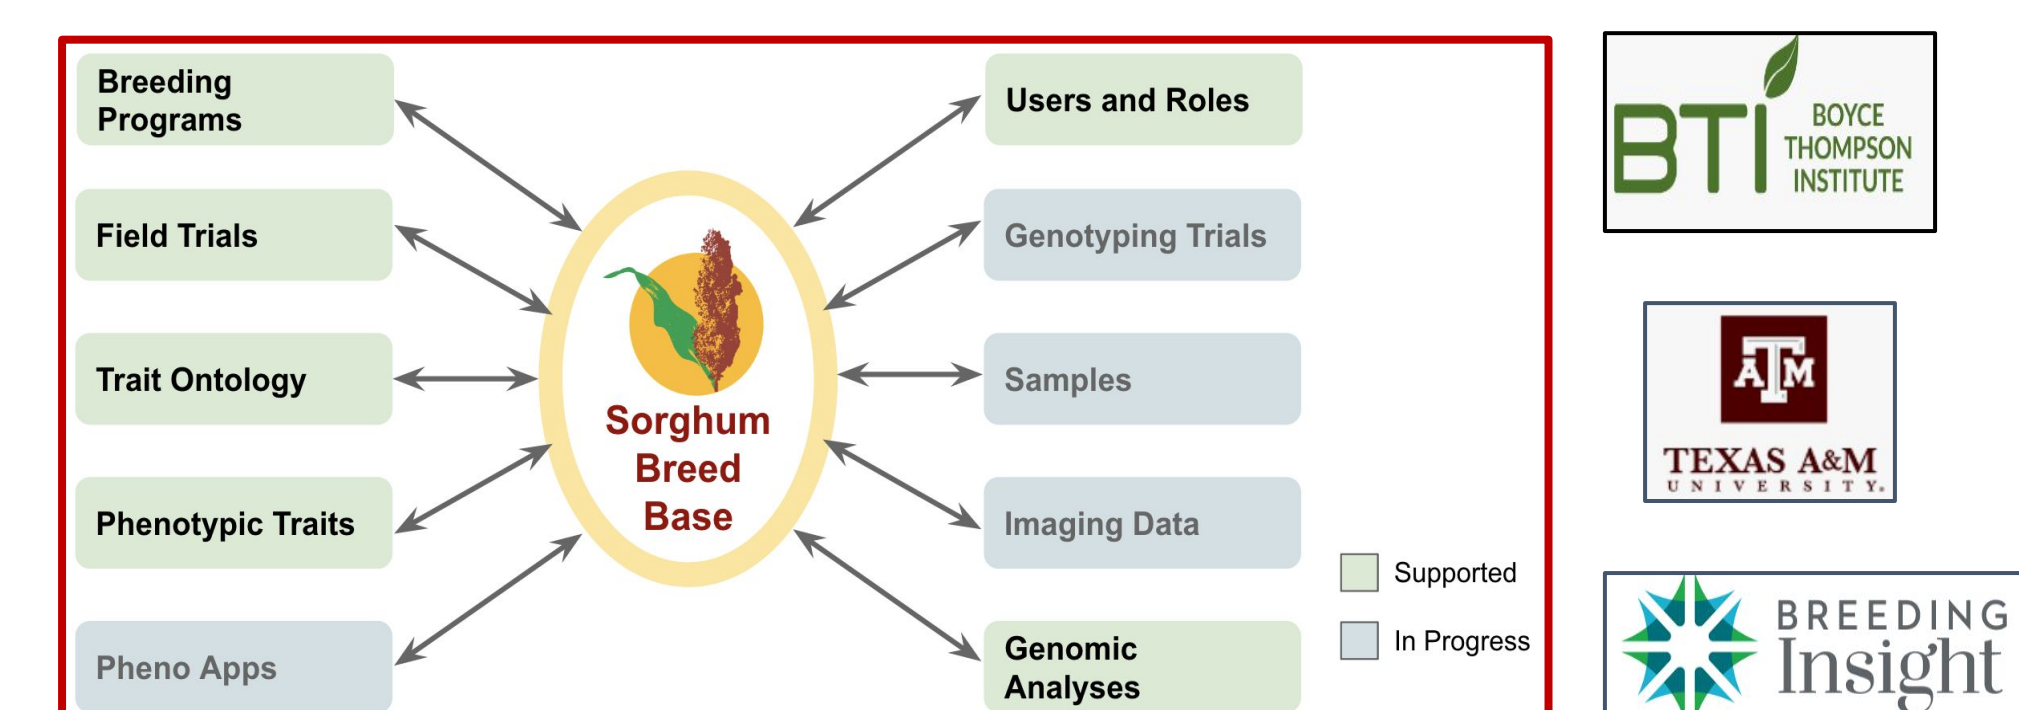 Breeding
Programs
Field Trials
Trait Ontology
Phenotypic Traits
Pheno Apps
Sorghum
Breed
Base
Users and Roles
Genotyping Trials
Samples
Imaging Data
Genomic
Analyses
Supported
In Progress
BTI
BOYCE
THOMPSON
INSTITUTE
ATM
TEXAS A&M
UNIVERSITY.
BREEDING
Insight